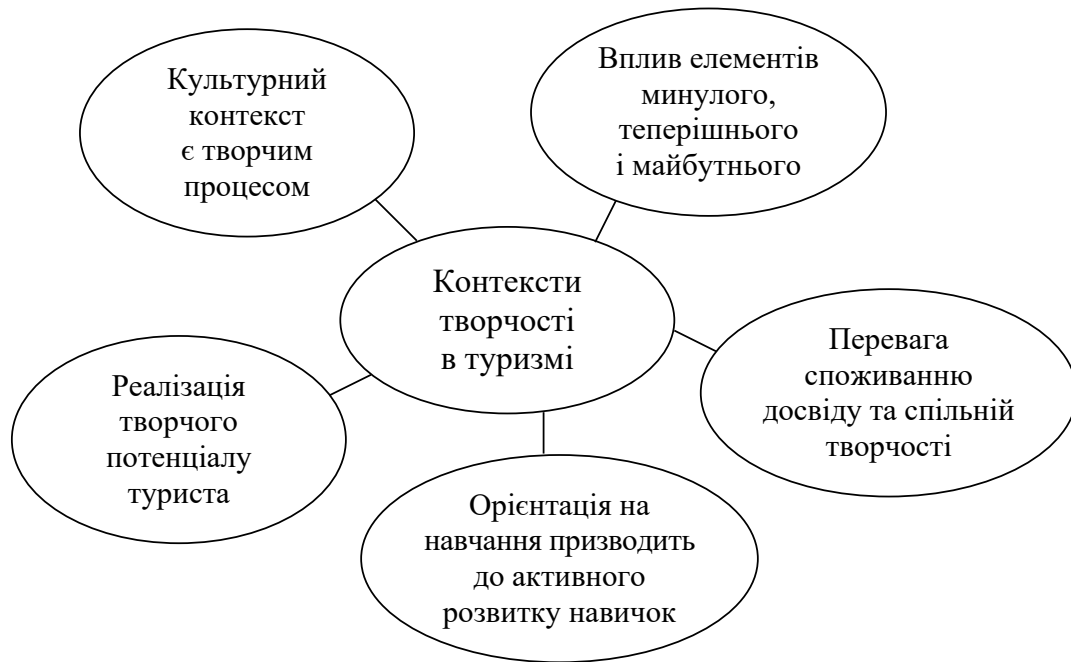 Культурний
контекст
є творчим
процесом
Вплив елементів
минулого,
теперішнього
і майбутнього
Контексти
творчості
в туризмі
Перевага
споживанню
досвіду та спільній
творчості
Реалізація
творчого
потенціалу
туриста
Орієнтація на
навчання призводить
до активного
розвитку навичок